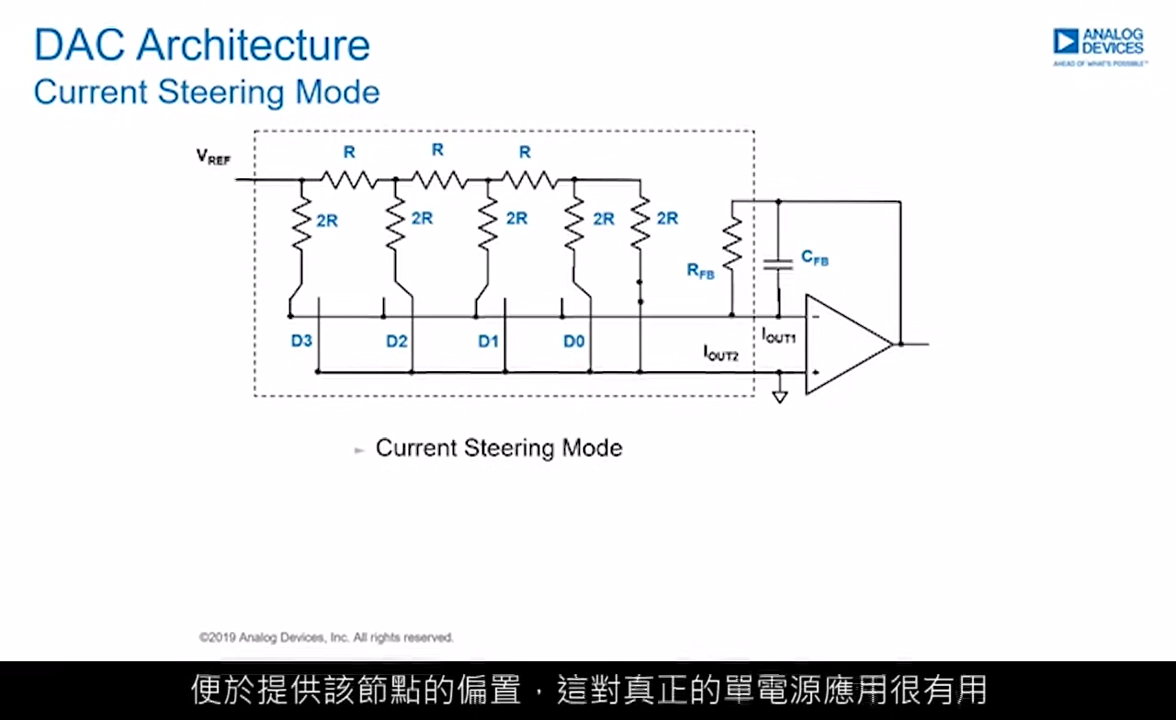 DAC Architecture
Current Steering Mode
ANALOG
DEVICES
AHEAD OF WHAT'S POSSIBLE™
V_REF
R
R
R
2R
2R
2R
2R
2R
R_FB
C_FB
D3
D2
D1
D0
I_OUT1
I_OUT2
-
+
► Current Steering Mode
©2019 Analog Devices, Inc. All rights reserved.
便於提供該節點的偏置，這對真正的單電源應用很有用